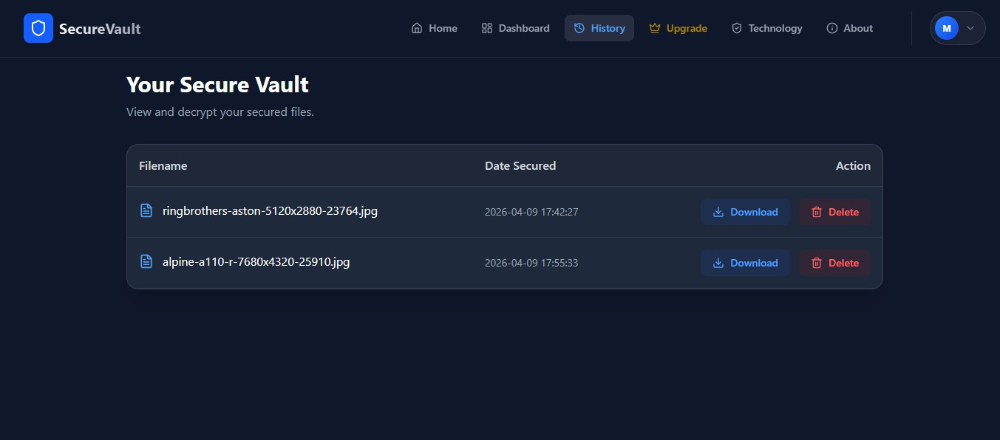 SecureVault
Home
Dashboard
History
Upgrade
Technology
About
M
Your Secure Vault
View and decrypt your secured files.
Filename Date Secured Action
ringbrothers-aston-5120x2880-23764.jpg 2026-04-09 17:42:27 Download Delete
alpine-a110-r-7680x4320-25910.jpg 2026-04-09 17:55:33 Download Delete